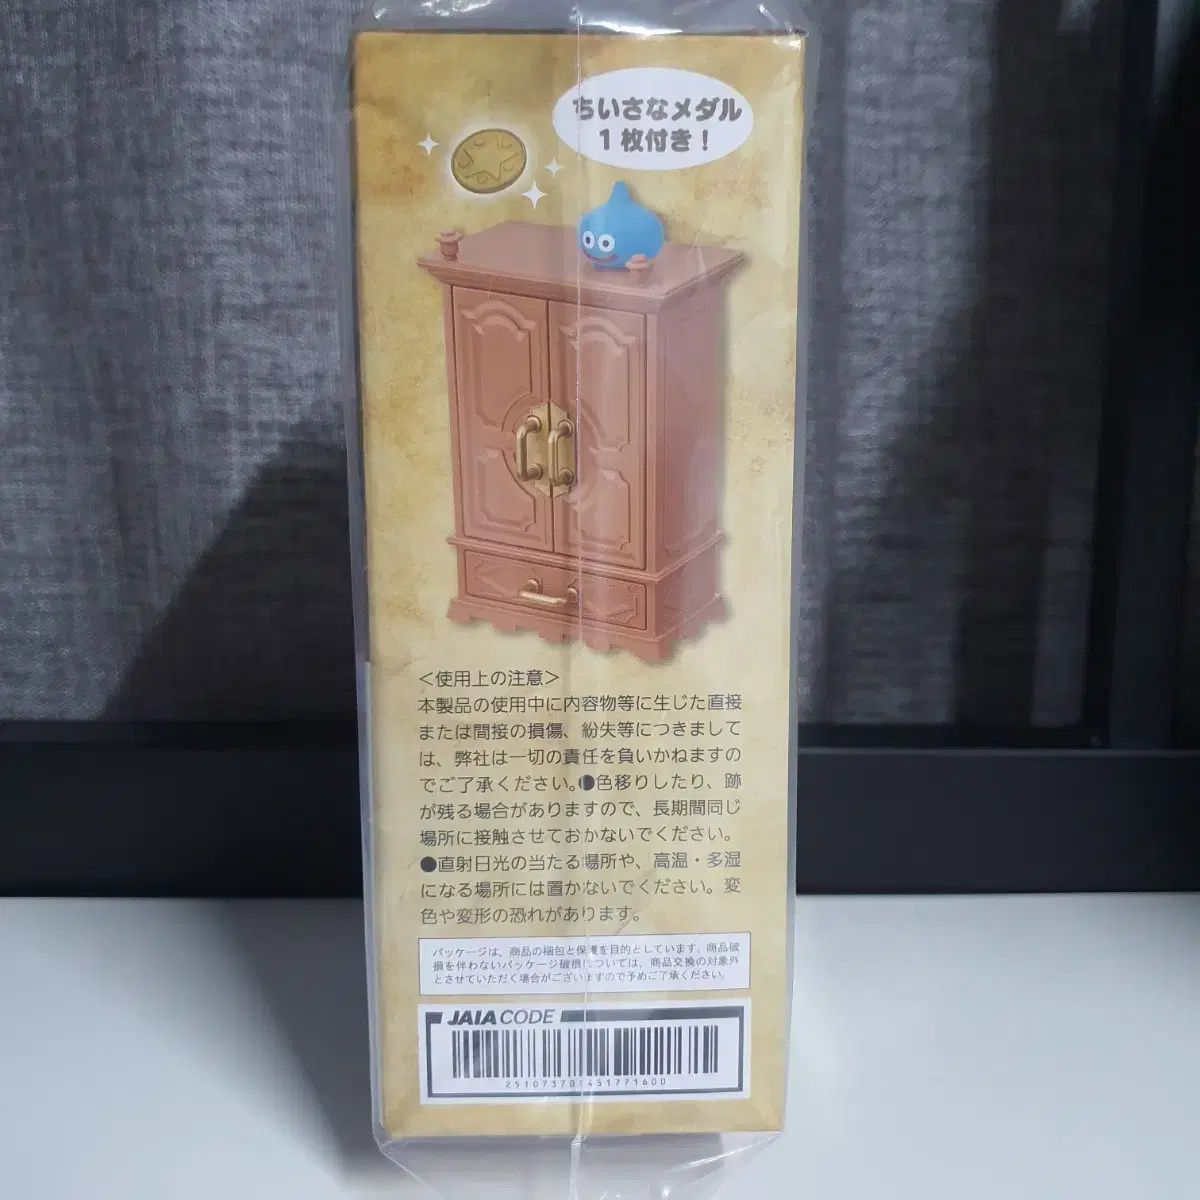 ちいさなメダル
1枚付き！
＜使用上の注意＞
本製品の使用中に内容物等に生じた直接
または間接の損傷、紛失等につきまして
は、弊社は一切の責任を負いかねますの
でご了承ください。●色移りしたり、跡
が残る場合がありますので、長期間同じ
場所に接触させておかないでください。
●直射日光の当たる場所や、高温・多湿
になる場所には置かないでください。変
色や変形の恐れがあります。
パッケージは、商品の梱包と保護を目的としています。商品破
損を伴わないパッケージ破損については、商品交換の対象外
とさせていただく場合がございますので予めご了承ください。
JAIA CODE
2510737014517​71600